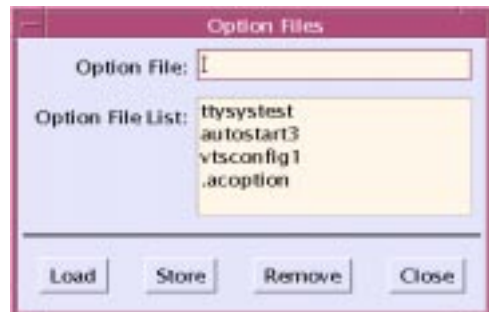 Option Files
Option File:
Option File List:
ttysystest
autostart3
vtsconfig1
.acoption
Load Store Remove Close